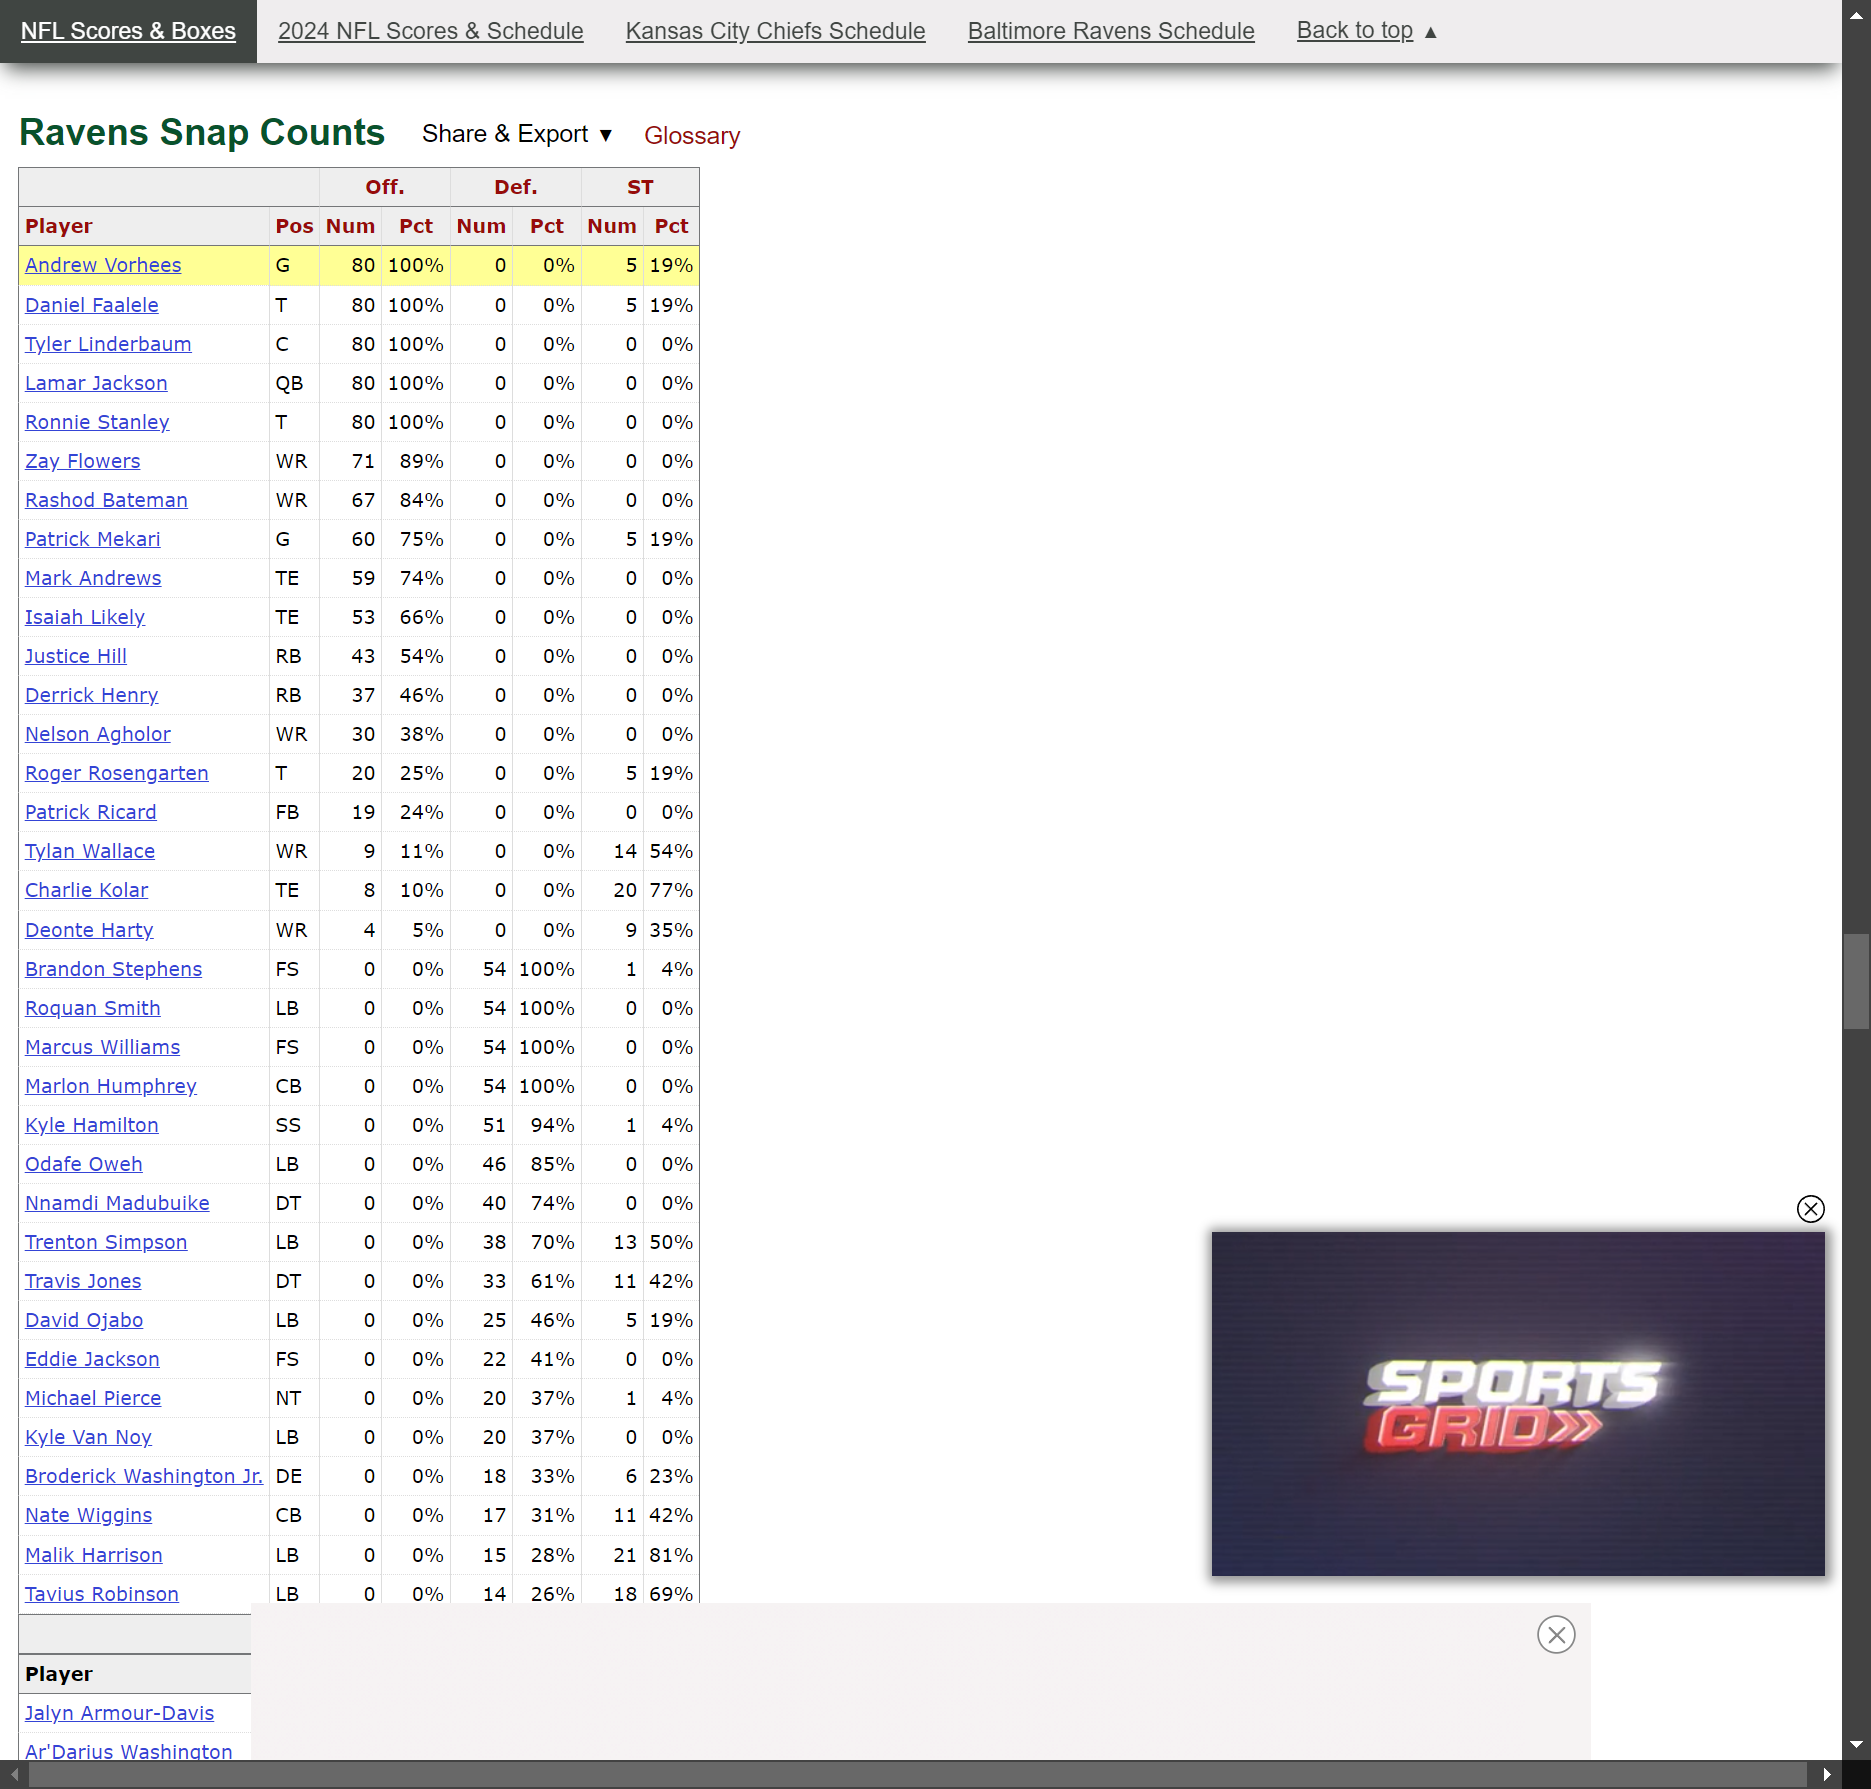 NFL Scores & Boxes 2024 NFL Scores & Schedule Kansas City Chiefs Schedule Baltimore Ravens Schedule Back to top ▲
Ravens Snap Counts Share & Export ▼ Glossary
Off. Def. ST
Player Pos Num Pct Num Pct Num Pct
Andrew Vorhees G 80 100% 0 0% 5 19%
Daniel Faalele T 80 100% 0 0% 5 19%
Tyler Linderbaum C 80 100% 0 0% 0 0%
Lamar Jackson QB 80 100% 0 0% 0 0%
Ronnie Stanley T 80 100% 0 0% 0 0%
Zay Flowers WR 71 89% 0 0% 0 0%
Rashod Bateman WR 67 84% 0 0% 0 0%
Patrick Mekari G 60 75% 0 0% 5 19%
Mark Andrews TE 59 74% 0 0% 0 0%
Isaiah Likely TE 53 66% 0 0% 0 0%
Justice Hill RB 43 54% 0 0% 0 0%
Derrick Henry RB 37 46% 0 0% 0 0%
Nelson Agholor WR 30 38% 0 0% 0 0%
Roger Rosengarten T 20 25% 0 0% 5 19%
Patrick Ricard FB 19 24% 0 0% 0 0%
Tylan Wallace WR 9 11% 0 0% 14 54%
Charlie Kolar TE 8 10% 0 0% 20 77%
Deonte Harty WR 4 5% 0 0% 9 35%
Brandon Stephens FS 0 0% 54 100% 1 4%
Roquan Smith LB 0 0% 54 100% 0 0%
Marcus Williams FS 0 0% 54 100% 0 0%
Marlon Humphrey CB 0 0% 54 100% 0 0%
Kyle Hamilton SS 0 0% 51 94% 1 4%
Odafe Oweh LB 0 0% 46 85% 0 0%
Nnamdi Madubuike DT 0 0% 40 74% 0 0%
Trenton Simpson LB 0 0% 38 70% 13 50%
Travis Jones DT 0 0% 33 61% 11 42%
David Ojabo LB 0 0% 25 46% 5 19%
Eddie Jackson FS 0 0% 22 41% 0 0%
Michael Pierce NT 0 0% 20 37% 1 4%
Kyle Van Noy LB 0 0% 20 37% 0 0%
Broderick Washington Jr. DE 0 0% 18 33% 6 23%
Nate Wiggins CB 0 0% 17 31% 11 42%
Malik Harrison LB 0 0% 15 28% 21 81%
Tavius Robinson LB 0 0% 14 26% 18 69%
Player
Jalyn Armour-Davis
Ar'Darius Washington
SPORTS
GRID